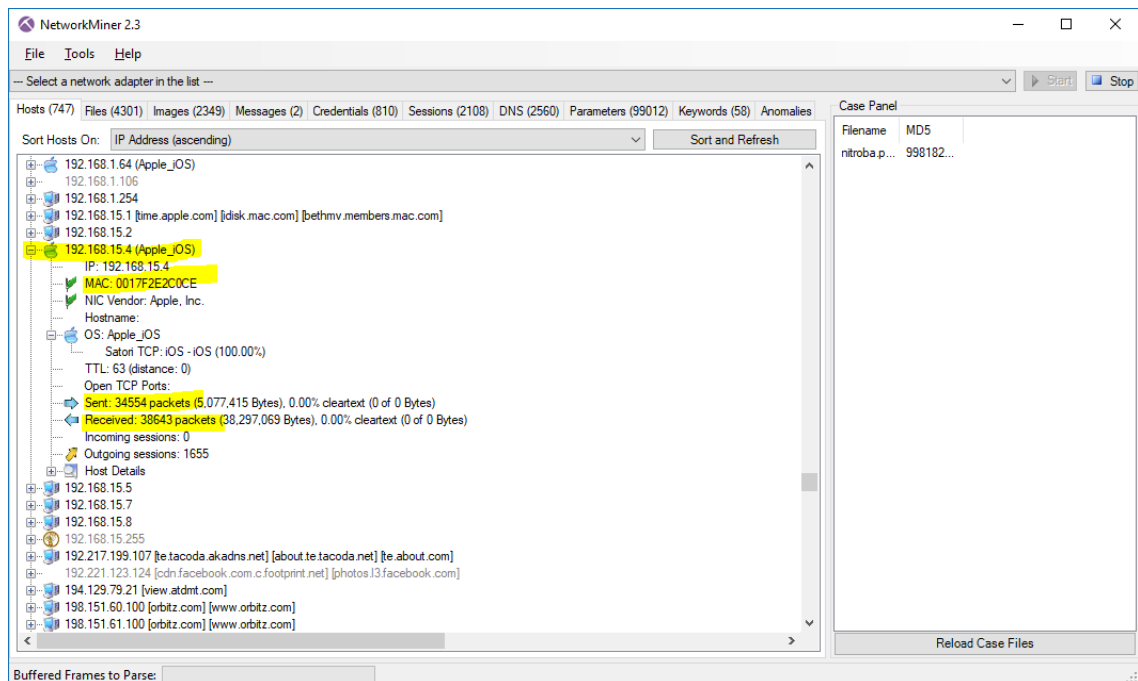 NetworkMiner 2.3
File Tools Help
--- Select a network adapter in the list ---
Start Stop
Hosts (747) Files (4301) Images (2349) Messages (2) Credentials (810) Sessions (2108) DNS (2560) Parameters (99012) Keywords (58) Anomalies
Sort Hosts On: IP Address (ascending) Sort and Refresh
192.168.1.64 (Apple_iOS)
192.168.1.106
192.168.1.254
192.168.15.1 [time.apple.com] [idisk.mac.com] [bethmv.members.mac.com]
192.168.15.2
192.168.15.4 (Apple_iOS)
IP: 192.168.15.4
MAC: 0017F2E2C0CE
NIC Vendor: Apple, Inc.
Hostname:
OS: Apple_iOS
Satori TCP: iOS - iOS (100.00%)
TTL: 63 (distance: 0)
Open TCP Ports:
Sent: 34554 packets (5,077,415 Bytes), 0.00% cleartext (0 of 0 Bytes)
Received: 38643 packets (38,297,069 Bytes), 0.00% cleartext (0 of 0 Bytes)
Incoming sessions: 0
Outgoing sessions: 1655
Host Details
192.168.15.5
192.168.15.7
192.168.15.8
192.168.15.255
192.217.199.107 [te.tacoda.akadns.net] [about.te.tacoda.net] [te.about.com]
192.221.123.124 [cdn.facebook.com.c.footprint.net] [photos.l3.facebook.com]
194.129.79.21 [view.atdmt.com]
198.151.60.100 [orbitz.com] [www.orbitz.com]
198.151.61.100 [orbitz.com] [www.orbitz.com]
Case Panel
Filename MD5
nitroba.p... 998182...
Reload Case Files
Buffered Frames to Parse: